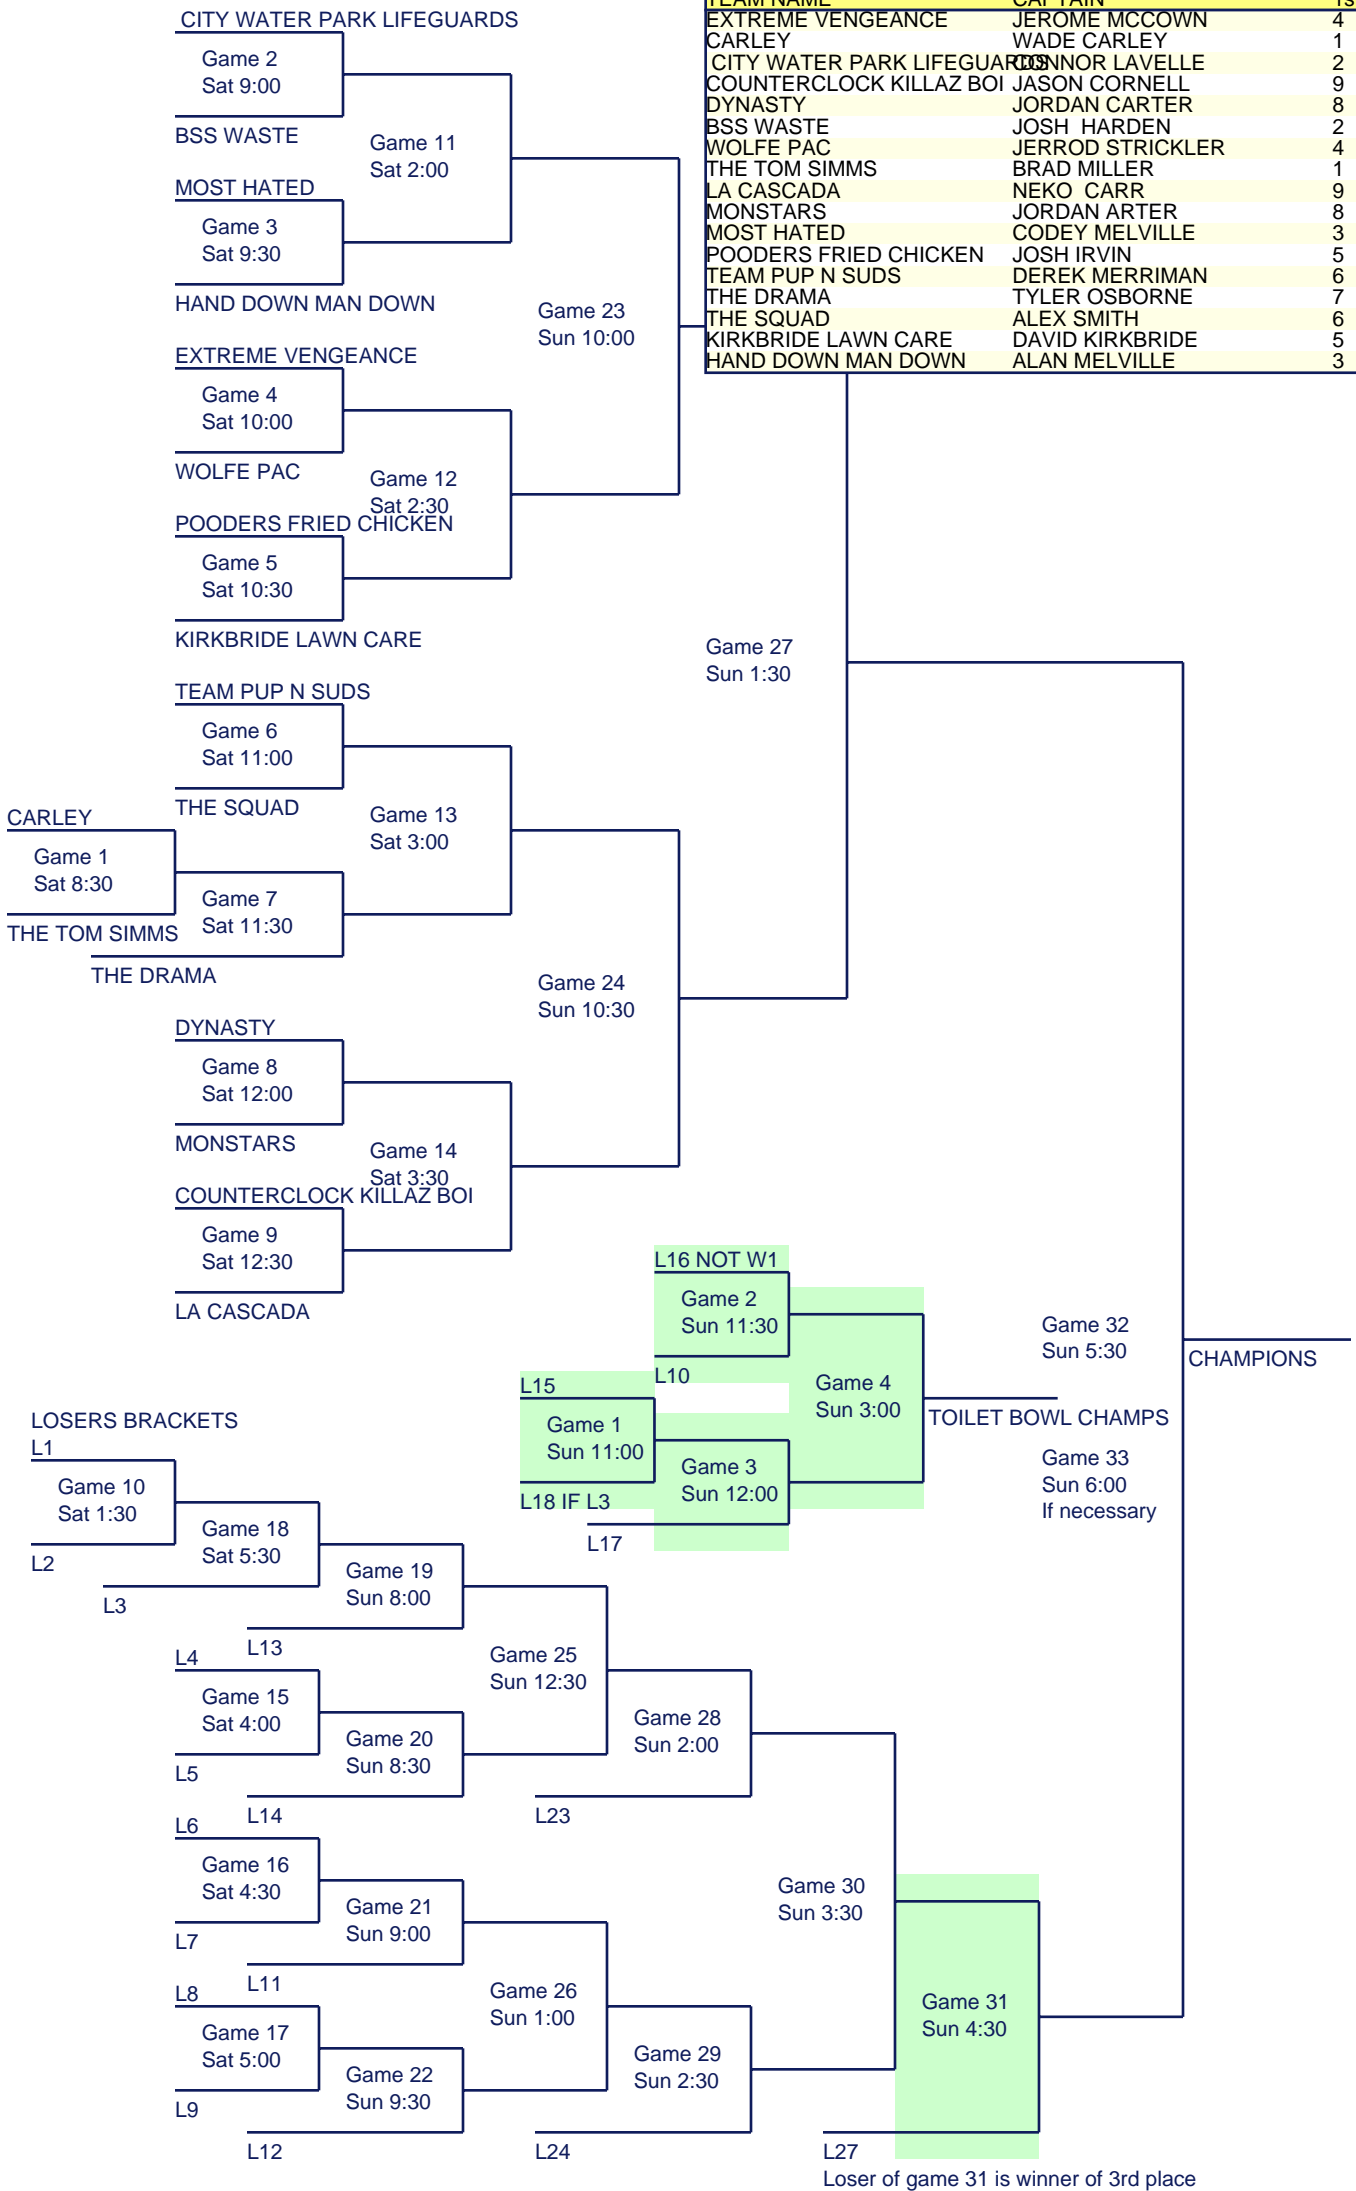 TEAM NAME CAPTAIN
EXTREME VENGEANCE JEROME MCCOWN 4
CARLEY WADE CARLEY 1
CITY WATER PARK LIFEGUARDS CONNOR LAVELLE 2
COUNTERCLOCK KILLAZ BOI JASON CORNELL 9
DYNASTY JORDAN CARTER 8
BSS WASTE JOSH HARDEN 2
WOLFE PAC JERROD STRICKLER 4
THE TOM SIMMS BRAD MILLER 1
LA CASCADA NEKO CARR 9
MONSTARS JORDAN ARTER 8
MOST HATED CODEY MELVILLE 3
POODERS FRIED CHICKEN JOSH IRVIN 5
TEAM PUP N SUDS DEREK MERRIMAN 6
THE DRAMA TYLER OSBORNE 7
THE SQUAD ALEX SMITH 6
KIRKBRIDE LAWN CARE DAVID KIRKBRIDE 5
HAND DOWN MAN DOWN ALAN MELVILLE 3
CITY WATER PARK LIFEGUARDS
Game 2
Sat 9:00
BSS WASTE
Game 11
Sat 2:00
MOST HATED
Game 3
Sat 9:30
HAND DOWN MAN DOWN
Game 23
Sun 10:00
EXTREME VENGEANCE
Game 4
Sat 10:00
WOLFE PAC
Game 12
Sat 2:30
POODERS FRIED CHICKEN
Game 5
Sat 10:30
KIRKBRIDE LAWN CARE
Game 27
Sun 1:30
TEAM PUP N SUDS
Game 6
Sat 11:00
THE SQUAD
Game 13
Sat 3:00
CARLEY
Game 1
Sat 8:30
THE TOM SIMMS
Game 7
Sat 11:30
THE DRAMA
Game 24
Sun 10:30
DYNASTY
Game 8
Sat 12:00
MONSTARS
Game 14
Sat 3:30
COUNTERCLOCK KILLAZ BOI
Game 9
Sat 12:30
LA CASCADA
L16 NOT W1
Game 2
Sun 11:30
L10
Game 32
Sun 5:30
CHAMPIONS
L15
Game 1
Sun 11:00
L18 IF L3
Game 4
Sun 3:00
TOILET BOWL CHAMPS
Game 3
Sun 12:00
L17
Game 33
Sun 6:00
If necessary
LOSERS BRACKETS
L1
Game 10
Sat 1:30
L2
Game 18
Sat 5:30
L3
Game 19
Sun 8:00
L13
Game 25
Sun 12:30
L4
Game 15
Sat 4:00
L5
Game 20
Sun 8:30
L14
Game 28
Sun 2:00
L23
L6
Game 16
Sat 4:30
L7
Game 21
Sun 9:00
L11
Game 30
Sun 3:30
L8
Game 17
Sat 5:00
L9
Game 22
Sun 9:30
L12
Game 26
Sun 1:00
Game 29
Sun 2:30
L24
Game 31
Sun 4:30
L27
Loser of game 31 is winner of 3rd place